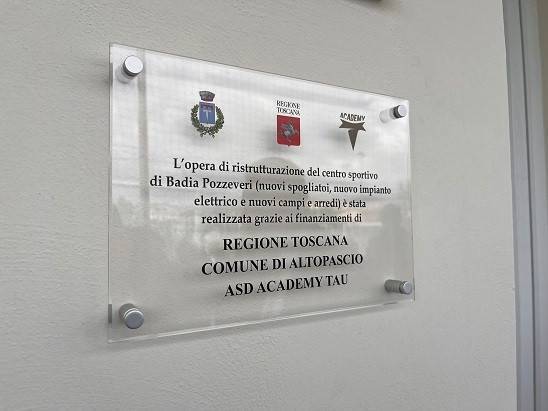 REGIONE
TOSCANA
ACADEMY
L'opera di ristrutturazione del centro sportivo
di Badia Pozzeveri (nuovi spogliatoi, nuovo impianto
elettrico e nuovi campi e arredi) è stata
realizzata grazie ai finanziamenti di
REGIONE TOSCANA
COMUNE DI ALTOPASCIO
ASD ACADEMY TAU